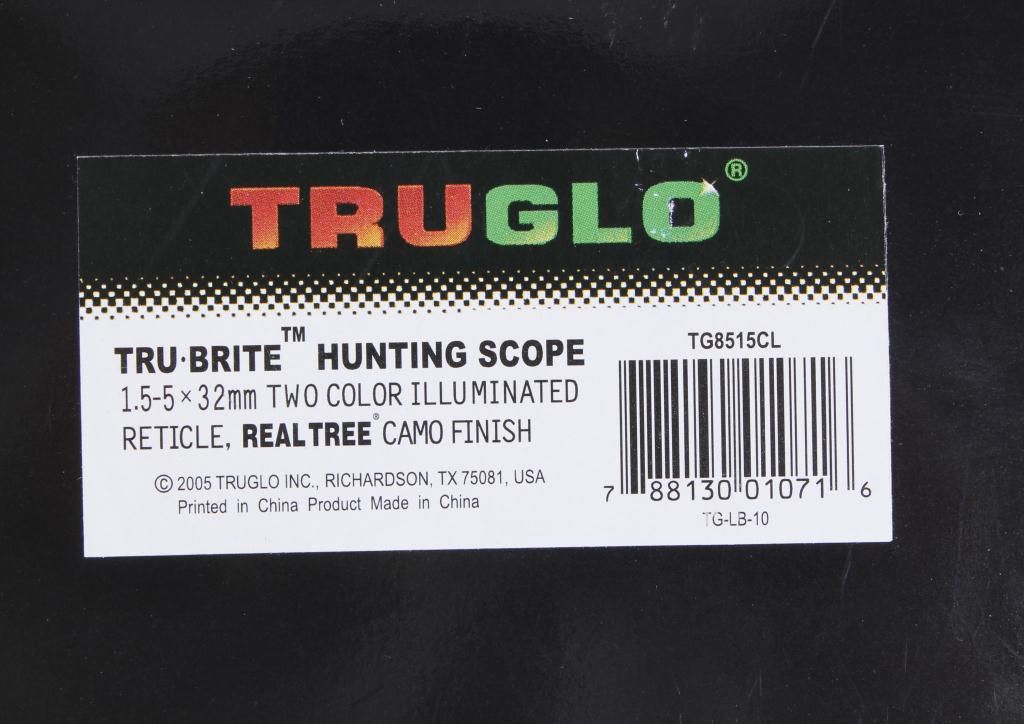 TRUGLO®
TRU·BRITE™ HUNTING SCOPE
1.5-5×32mm TWO COLOR ILLUMINATED
RETICLE, REALTREE® CAMO FINISH
© 2005 TRUGLO INC., RICHARDSON, TX 75081, USA
Printed in China Product Made in China
TG8515CL
7 88130 01071 6
TG-LB-10